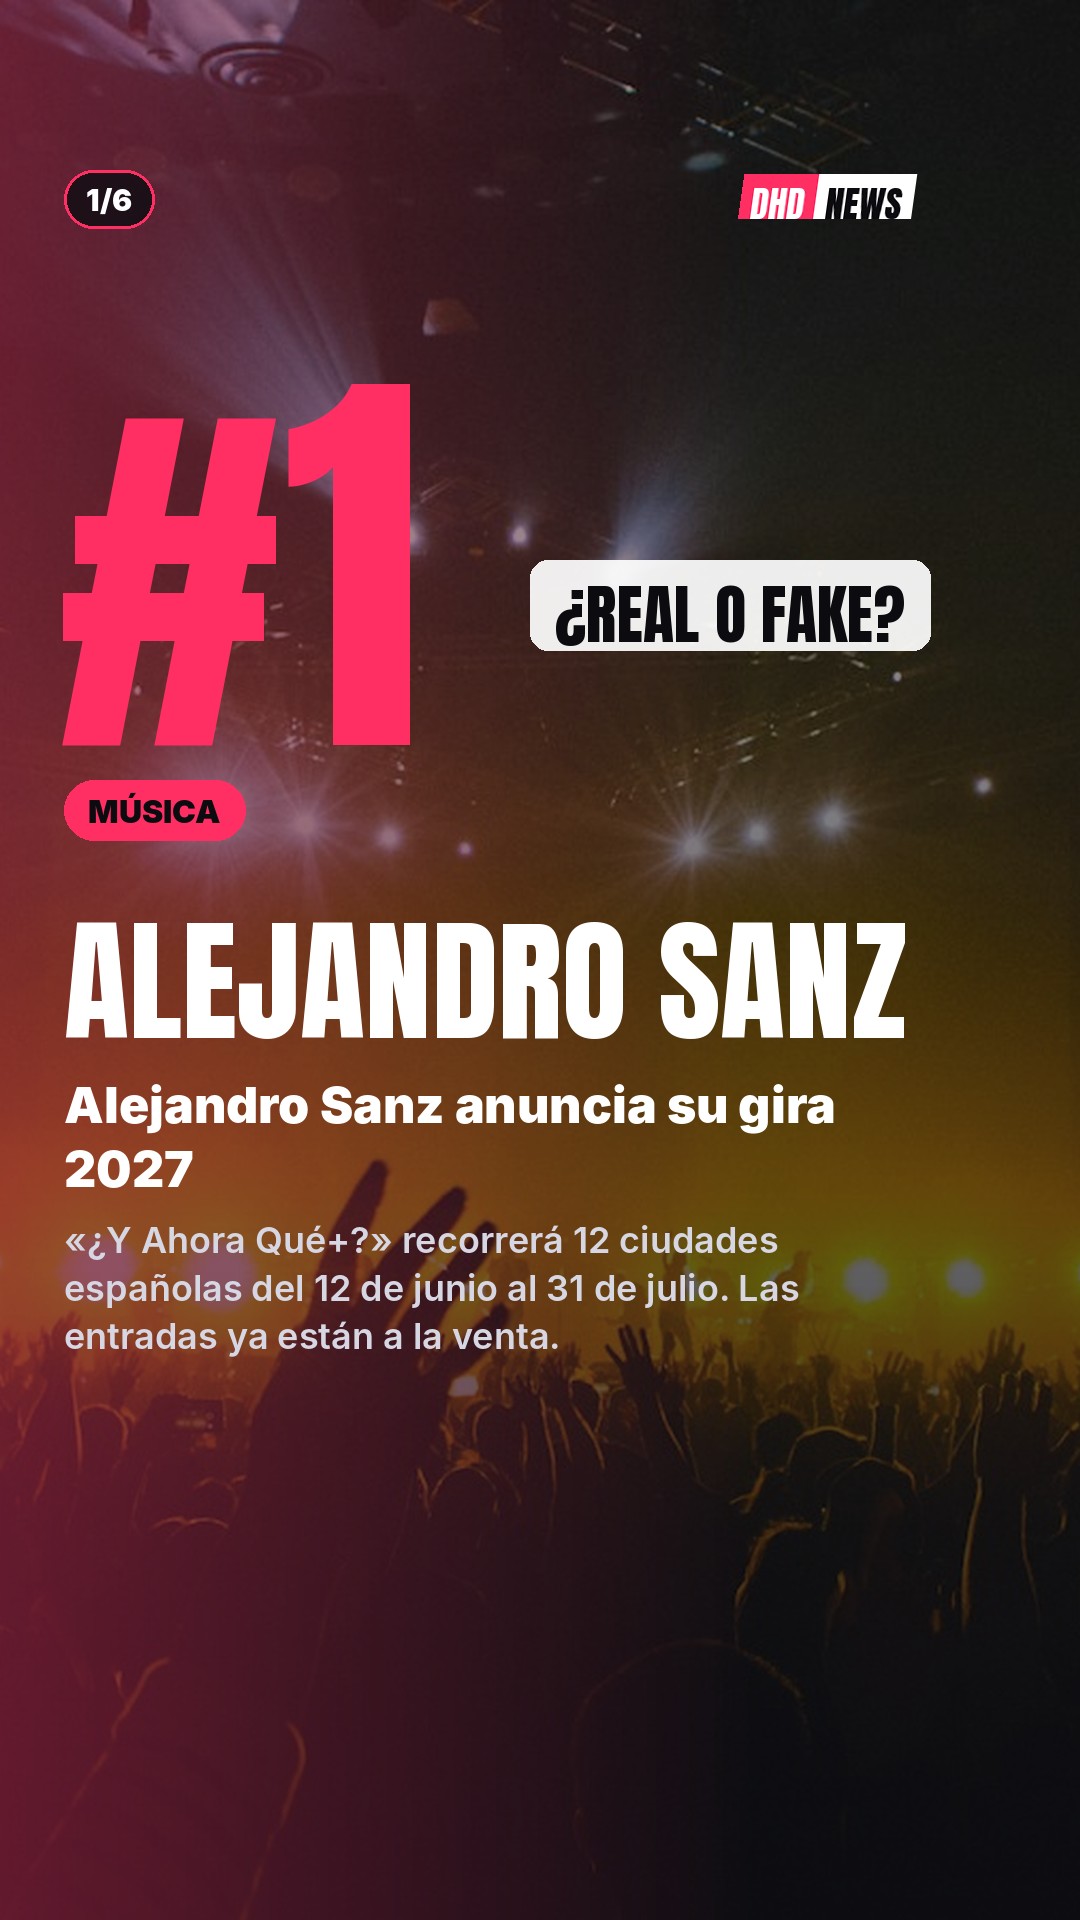 1/6
DHD NEWS
#1
¿REAL O FAKE?
MÚSICA
ALEJANDRO SANZ
Alejandro Sanz anuncia su gira
2027
«¿Y Ahora Qué+?» recorrerá 12 ciudades
españolas del 12 de junio al 31 de julio. Las
entradas ya están a la venta.